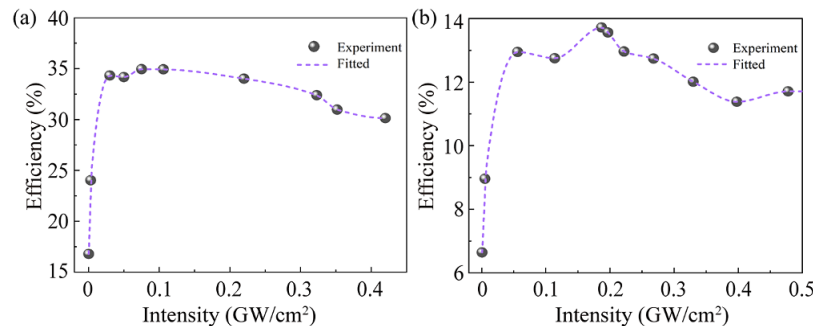 (a)
40
35
30
25
20
15
Efficiency (%)
Experiment
Fitted
0 0.1 0.2 0.3 0.4
Intensity (GW/cm²)
(b)
14
12
10
8
6
Efficiency (%)
Experiment
Fitted
0 0.1 0.2 0.3 0.4 0.5
Intensity (GW/cm²)